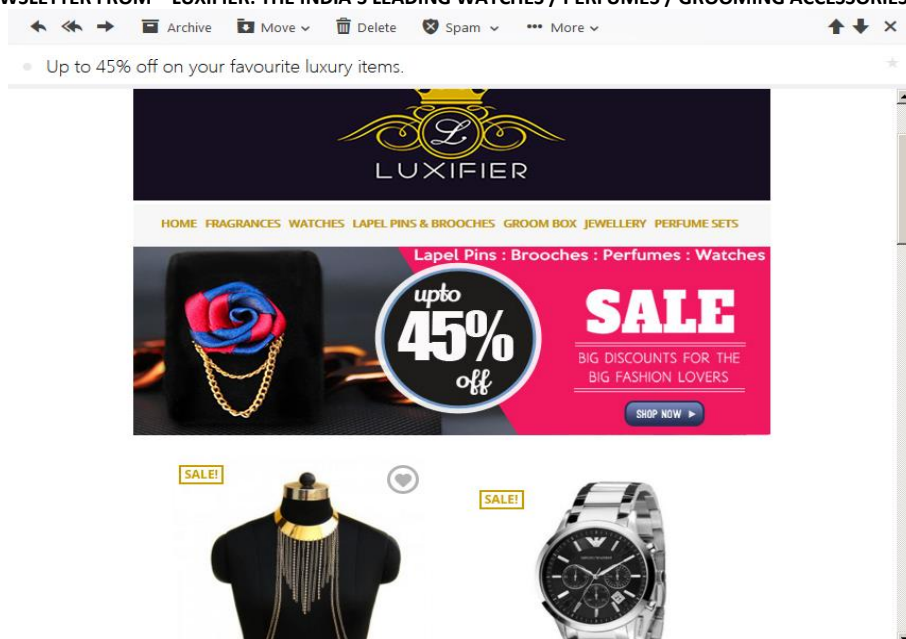 WSLETTER FROM – LUXIFIER: THE INDIA'S LEADING WATCHES / PERFUMES / GROOMING ACCESSORIES
Archive Move Delete Spam More
Up to 45% off on your favourite luxury items.
L
LUXIFIER
HOME FRAGRANCES WATCHES LAPEL PINS & BROOCHES GROOM BOX JEWELLERY PERFUME SETS
Lapel Pins : Brooches : Perfumes : Watches
upto
45%
off
SALE
BIG DISCOUNTS FOR THE
BIG FASHION LOVERS
SHOP NOW
SALE!
SALE!